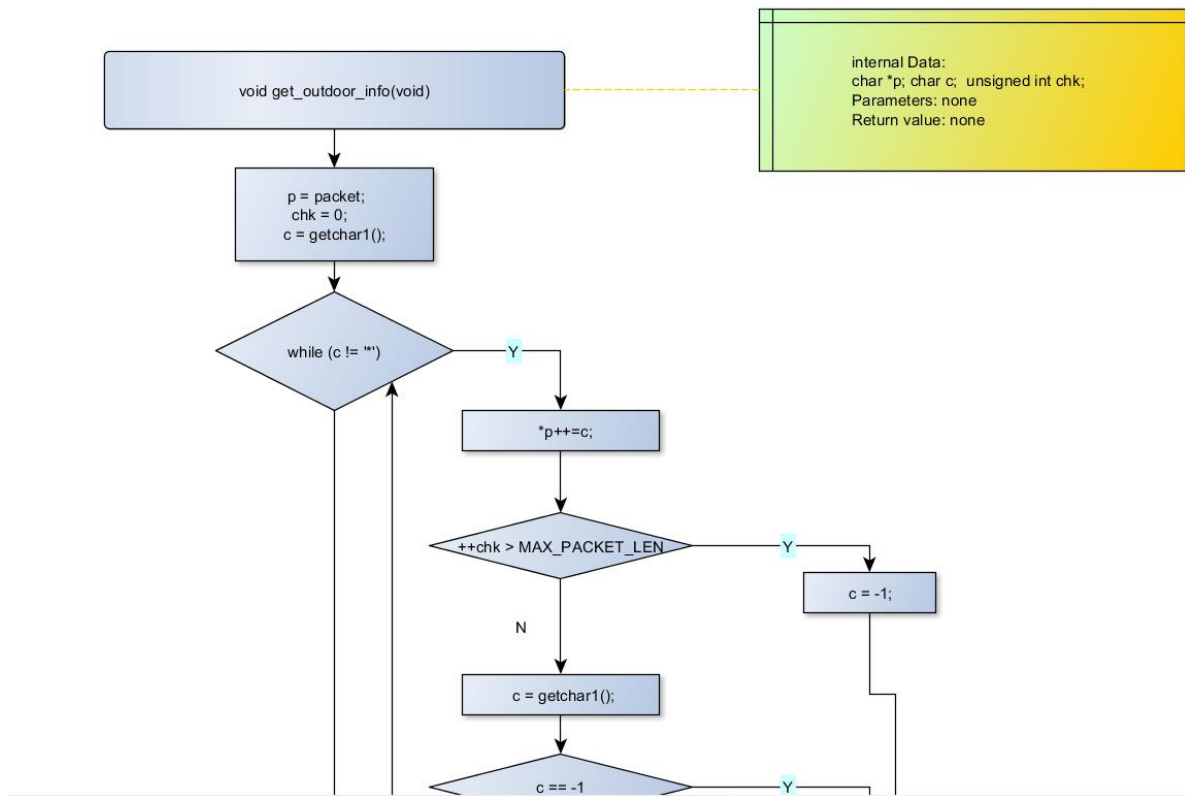 void get_outdoor_info(void)
internal Data:
char *p; char c;  unsigned int chk;
Parameters: none
Return value: none
p = packet;
chk = 0;
c = getchar1();
while (c != '*')
Y
*p++=c;
++chk > MAX_PACKET_LEN
Y
c = -1;
N
c = getchar1();
c == -1
Y